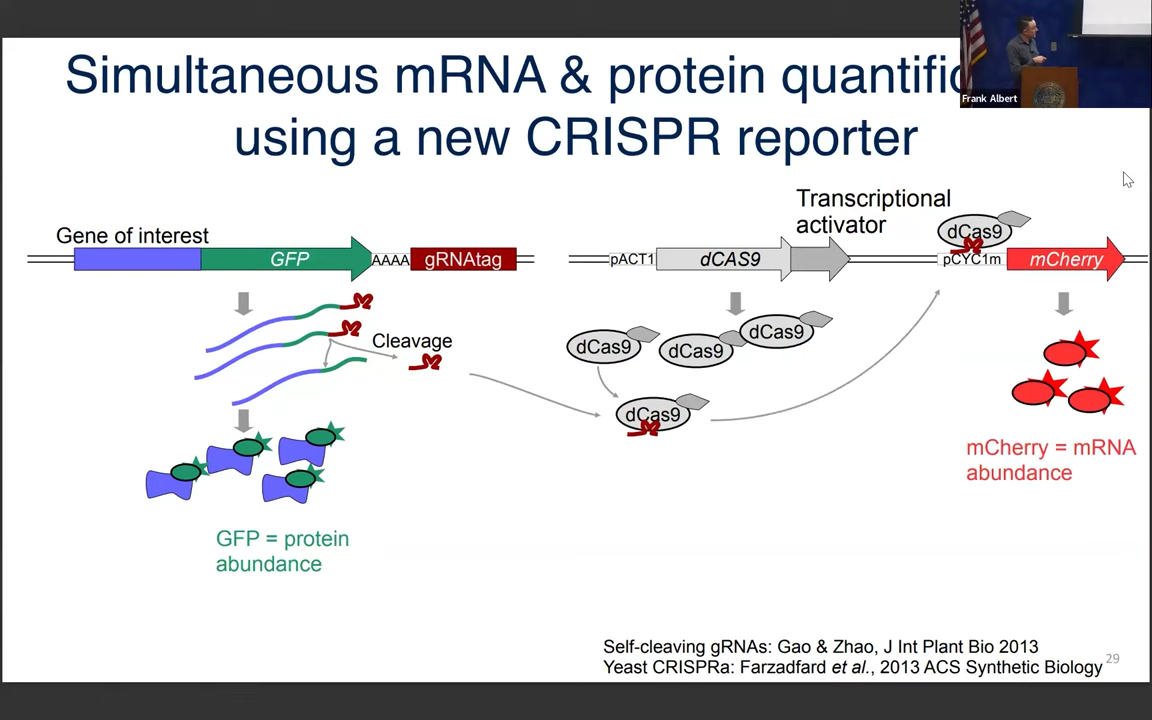 Simultaneous mRNA & protein
using a new CRISPR reporter
Frank Albert
Gene of interest
GFP
AAAA
gRNAtag
pACT1
dCAS9
Transcriptional
activator
dCas9
pCYC1m
mCherry
Cleavage
dCas9
dCas9
dCas9
dCas9
mCherry = mRNA
abundance
GFP = protein
abundance
Self-cleaving gRNAs: Gao & Zhao, J Int Plant Bio 2013
Yeast CRISPRa: Farzadfard et al., 2013 ACS Synthetic Biology
29